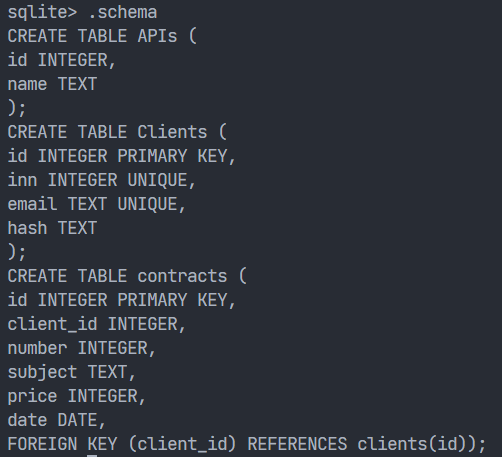 sqlite> .schema
CREATE TABLE APIs (
id INTEGER,
name TEXT
);
CREATE TABLE Clients (
id INTEGER PRIMARY KEY,
inn INTEGER UNIQUE,
email TEXT UNIQUE,
hash TEXT
);
CREATE TABLE contracts (
id INTEGER PRIMARY KEY,
client_id INTEGER,
number INTEGER,
subject TEXT,
price INTEGER,
date DATE,
FOREIGN KEY (client_id) REFERENCES clients(id));